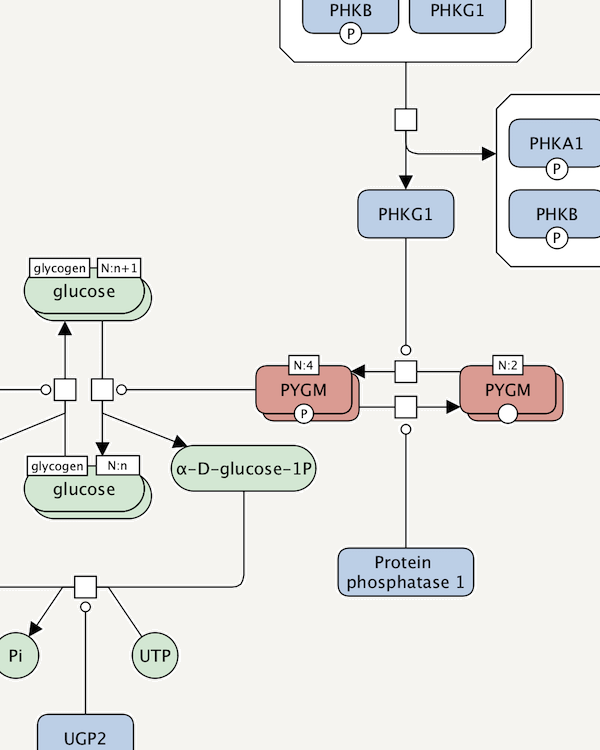 PHKB
PHKG1
P
PHKA1
P
PHKG1
PHKB
P
glycogen
N:n+1
glucose
N:4
PYGM
P
N:2
PYGM
glycogen
N:n
glucose
α-D-glucose-1P
Protein
phosphatase 1
Pi
UTP
UGP2